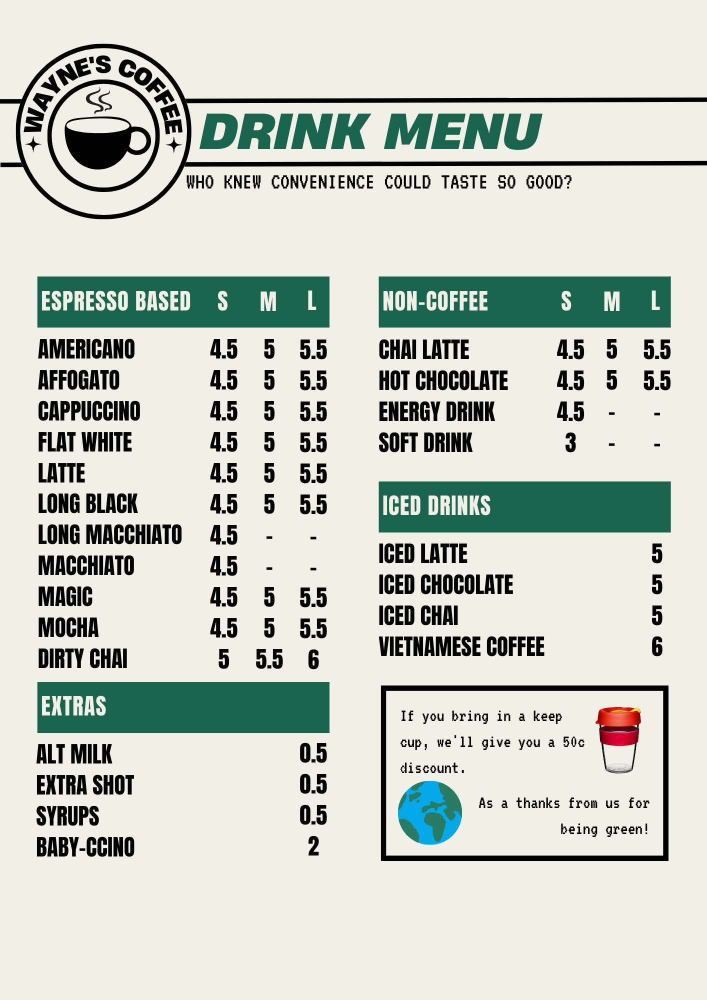 WAYNE'S COFFEE
DRINK MENU
WHO KNEW CONVENIENCE COULD TASTE SO GOOD?
ESPRESSO BASED S M L
AMERICANO 4.5 5 5.5
AFFOGATO 4.5 5 5.5
CAPPUCCINO 4.5 5 5.5
FLAT WHITE 4.5 5 5.5
LATTE 4.5 5 5.5
LONG BLACK 4.5 5 5.5
LONG MACCHIATO 4.5 - -
MACCHIATO 4.5 - -
MAGIC 4.5 5 5.5
MOCHA 4.5 5 5.5
DIRTY CHAI 5 5.5 6
EXTRAS
ALT MILK 0.5
EXTRA SHOT 0.5
SYRUPS 0.5
BABY-CCINO 2
NON-COFFEE S M L
CHAI LATTE 4.5 5 5.5
HOT CHOCOLATE 4.5 5 5.5
ENERGY DRINK 4.5 - -
SOFT DRINK 3 - -
ICED DRINKS
ICED LATTE 5
ICED CHOCOLATE 5
ICED CHAI 5
VIETNAMESE COFFEE 6
If you bring in a keep
cup, we'll give you a 50c
discount.
As a thanks from us for
being green!